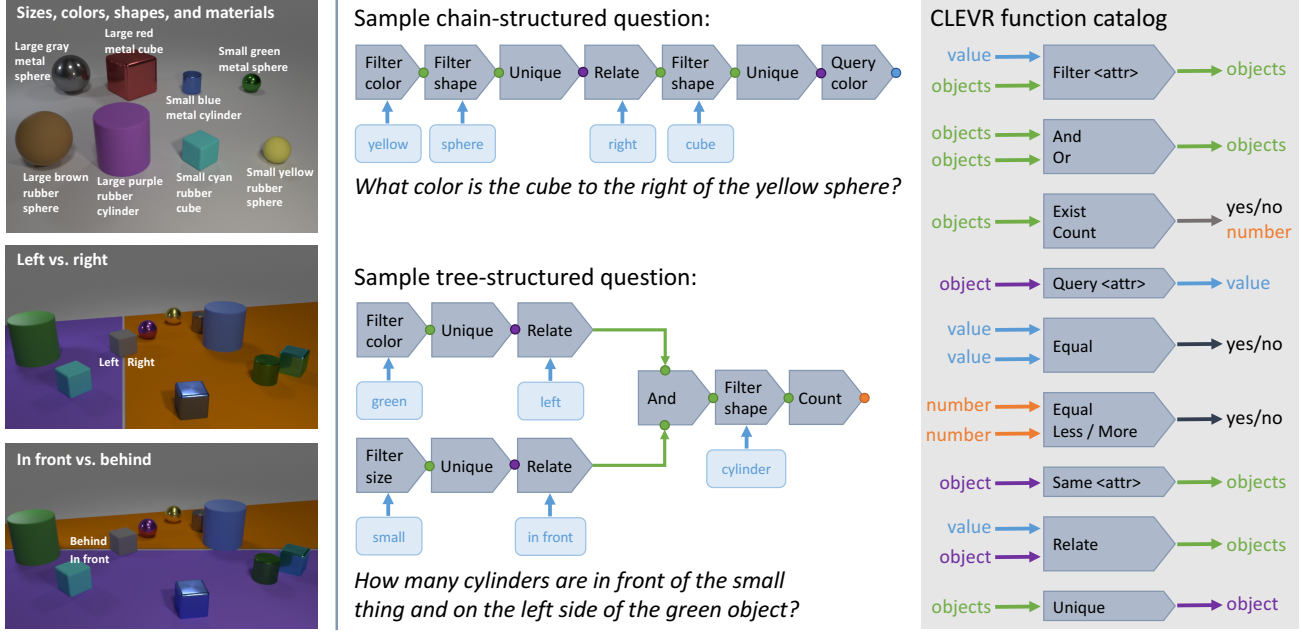 Sizes, colors, shapes, and materials
Large gray
metal
sphere
Large red
metal cube
Small green
metal sphere
Small blue
metal cylinder
Large brown
rubber
sphere
Large purple
rubber
cylinder
Small cyan
rubber
cube
Small yellow
rubber
sphere
Left vs. right
Left Right
In front vs. behind
Behind
In front
Sample chain-structured question:
Filter
color
Filter
shape
Unique
Relate
Filter
shape
Unique
Query
color
yellow
sphere
right
cube
What color is the cube to the right of the yellow sphere?
Sample tree-structured question:
Filter
color
Unique
Relate
green
left
And
Filter
shape
Count
Filter
size
Unique
Relate
cylinder
small
in front
How many cylinders are in front of the small
thing and on the left side of the green object?
CLEVR function catalog
value
objects
Filter <attr>
objects
objects
objects
And
Or
objects
objects
Exist
Count
yes/no
number
object
Query <attr>
value
value
value
Equal
yes/no
number
number
Equal
Less / More
yes/no
object
Same <attr>
objects
value
object
Relate
objects
objects
Unique
object